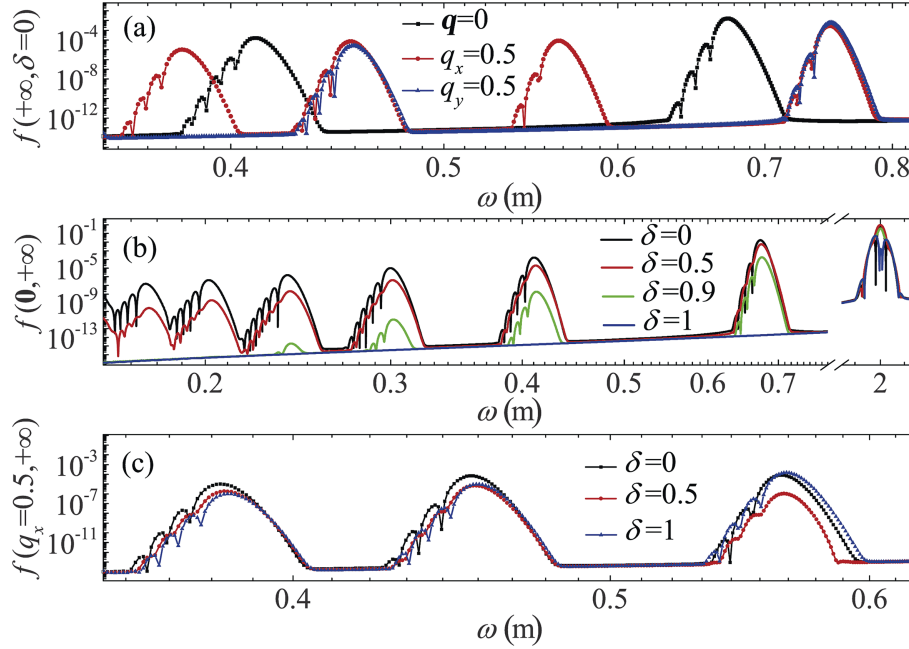 (a)
f (+∞,δ=0)
10⁻⁴
10⁻⁸
10⁻¹²
q=0
qₓ=0.5
q_y=0.5
0.4 0.5 0.6 0.7 0.8
ω (m)
(b)
f (0,+∞)
10⁻¹
10⁻⁵
10⁻⁹
10⁻¹³
δ=0
δ=0.5
δ=0.9
δ=1
0.2 0.3 0.4 0.5 0.6 0.7 2
ω (m)
(c)
f ((qₓ=0.5,+∞)
10⁻³
10⁻⁷
10⁻¹¹
δ=0
δ=0.5
δ=1
0.4 0.5 0.6
ω (m)